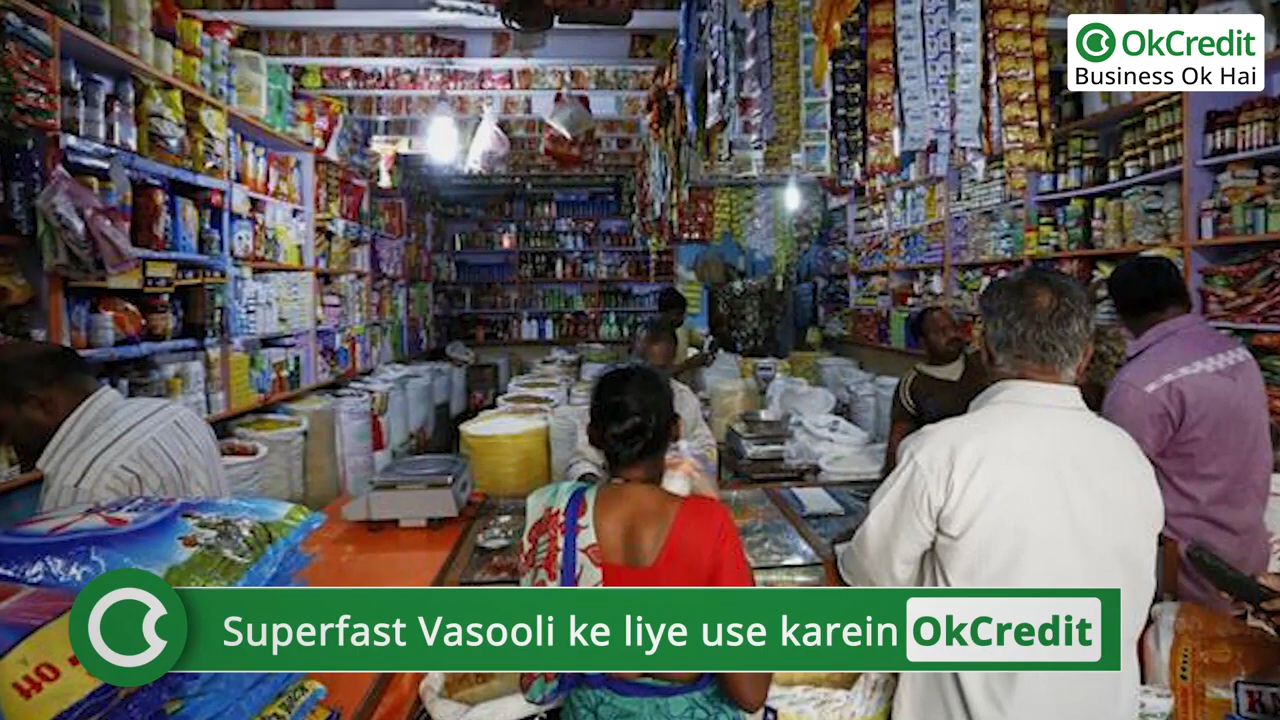 OkCredit
Business Ok Hai
Superfast Vasooli ke liye use karein OkCredit